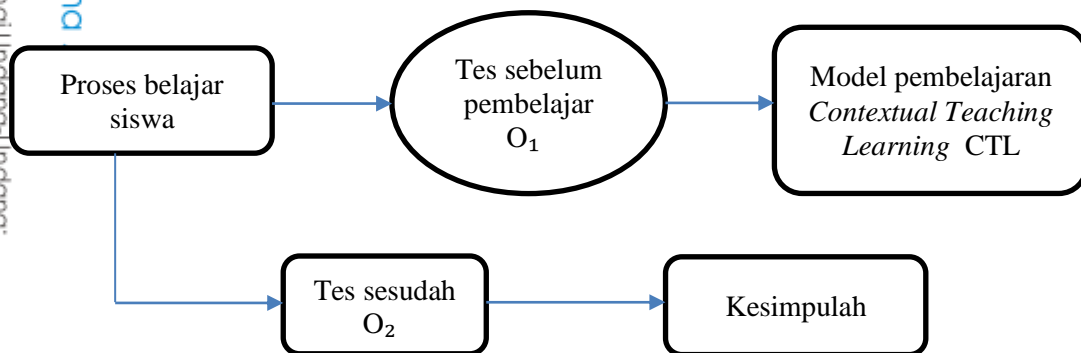 Proses belajar
siswa
Tes sebelum
pembelajar
O₁
Model pembelajaran
Contextual Teaching
Learning CTL
Tes sesudah
O₂
Kesimpulah